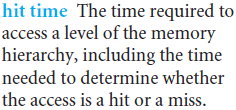 hit time The time required to
access a level of the memory
hierarchy, including the time
needed to determine whether
the access is a hit or a miss.